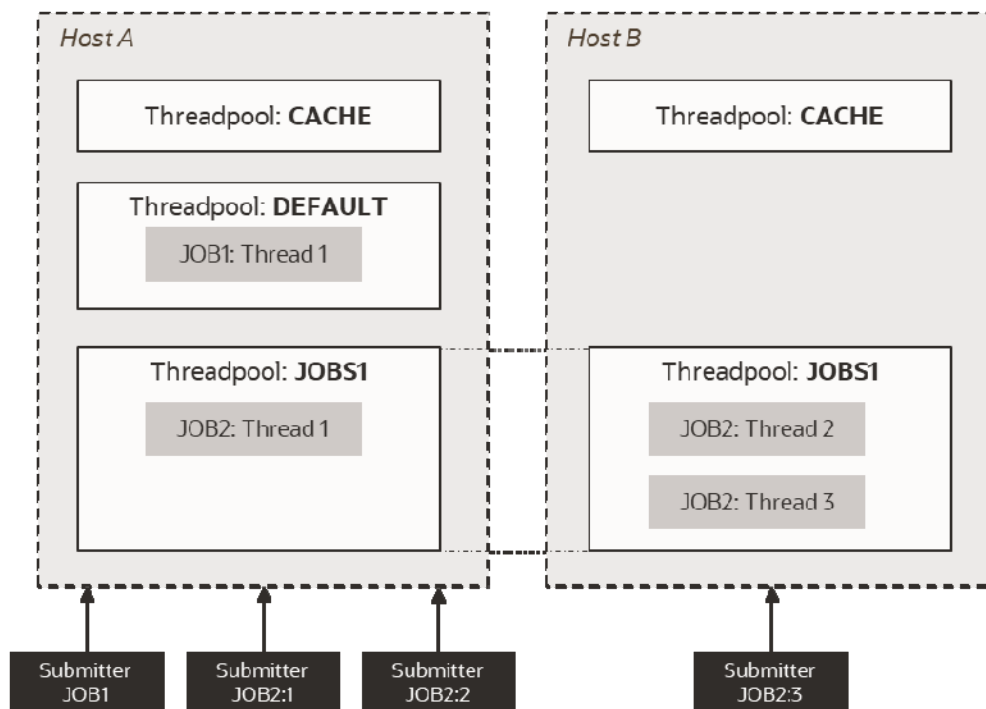 Host A
Threadpool: CACHE
Threadpool: DEFAULT
JOB1: Thread 1
Threadpool: JOBS1
JOB2: Thread 1
Host B
Threadpool: CACHE
Threadpool: JOBS1
JOB2: Thread 2
JOB2: Thread 3
Submitter
JOB1
Submitter
JOB2:1
Submitter
JOB2:2
Submitter
JOB2:3